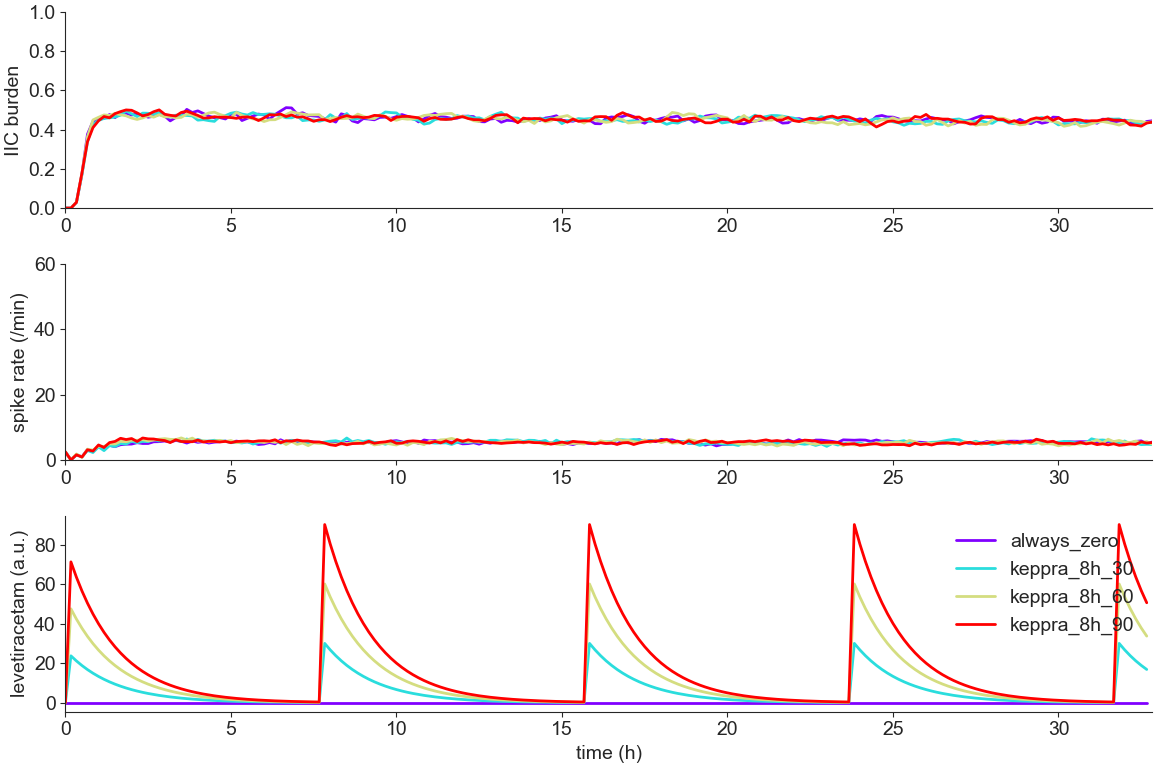 1.0
0.8
0.6
0.4
0.2
0.0
IIC burden
0 5 10 15 20 25 30
60
40
20
0
spike rate (/min)
0 5 10 15 20 25 30
80
60
40
20
0
levetiracetam (a.u.)
always_zero
keppra_8h_30
keppra_8h_60
keppra_8h_90
0 5 10 15 20 25 30
time (h)